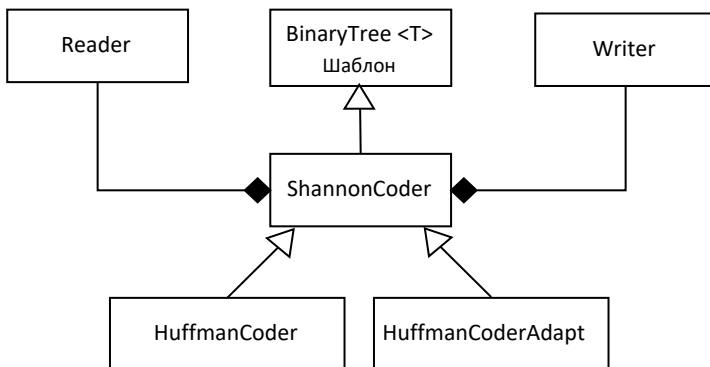 Reader
BinaryTree <T>
Шаблон
Writer
ShannonCoder
HuffmanCoder
HuffmanCoderAdapt